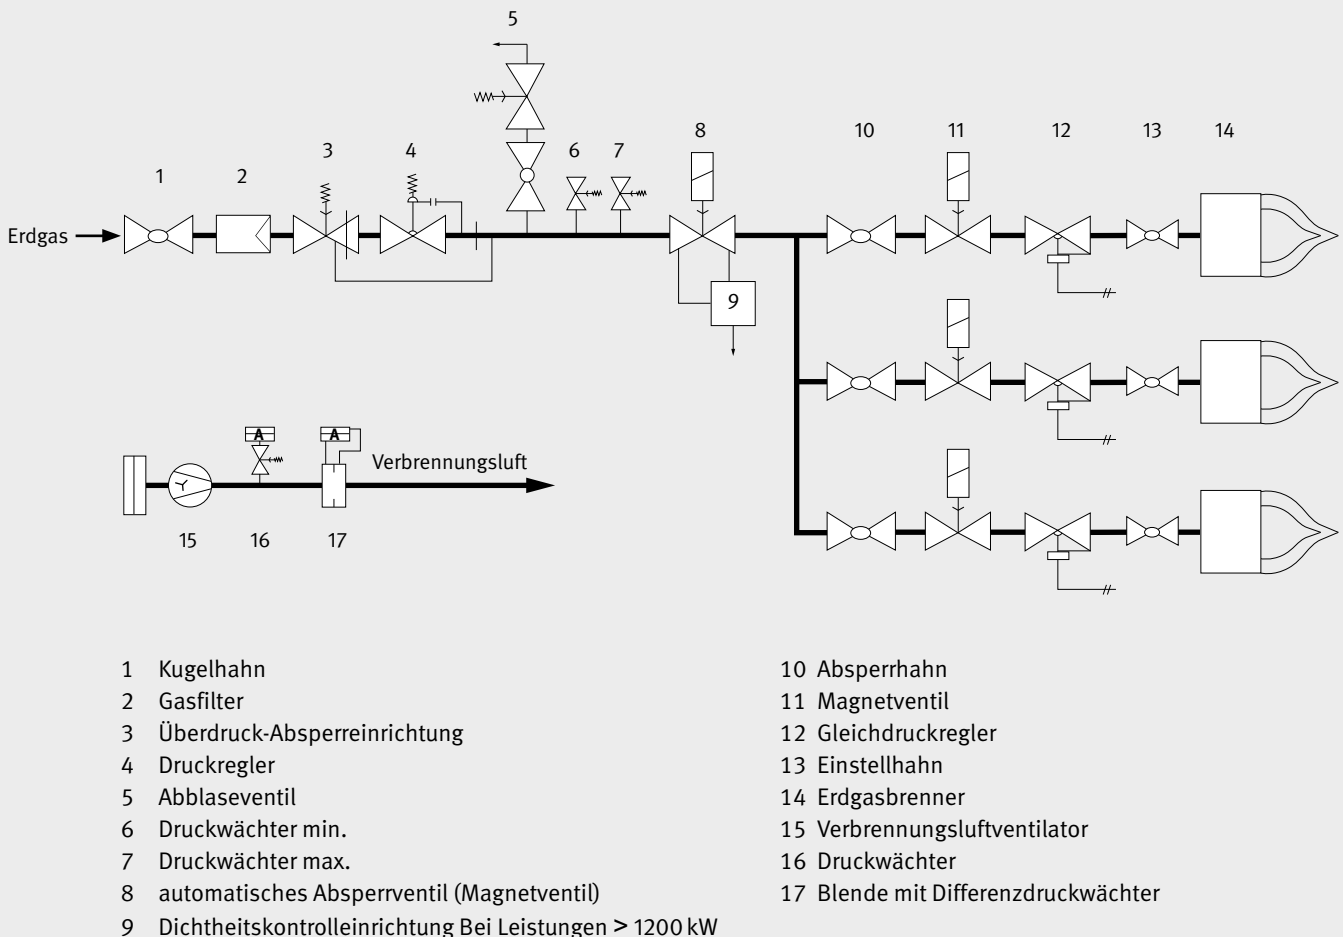 5
1 2 3 4 6 7 8 10 11 12 13 14
Erdgas
9
A A
Verbrennungsluft
15 16 17
1 Kugelhahn
2 Gasfilter
3 Überdruck-Absperreinrichtung
4 Druckregler
5 Abblaseventil
6 Druckwächter min.
7 Druckwächter max.
8 automatisches Absperrventil (Magnetventil)
9 Dichtheitskontrolleinrichtung Bei Leistungen > 1200 kW
10 Absperrhahn
11 Magnetventil
12 Gleichdruckregler
13 Einstellhahn
14 Erdgasbrenner
15 Verbrennungsluftventilator
16 Druckwächter
17 Blende mit Differenzdruckwächter